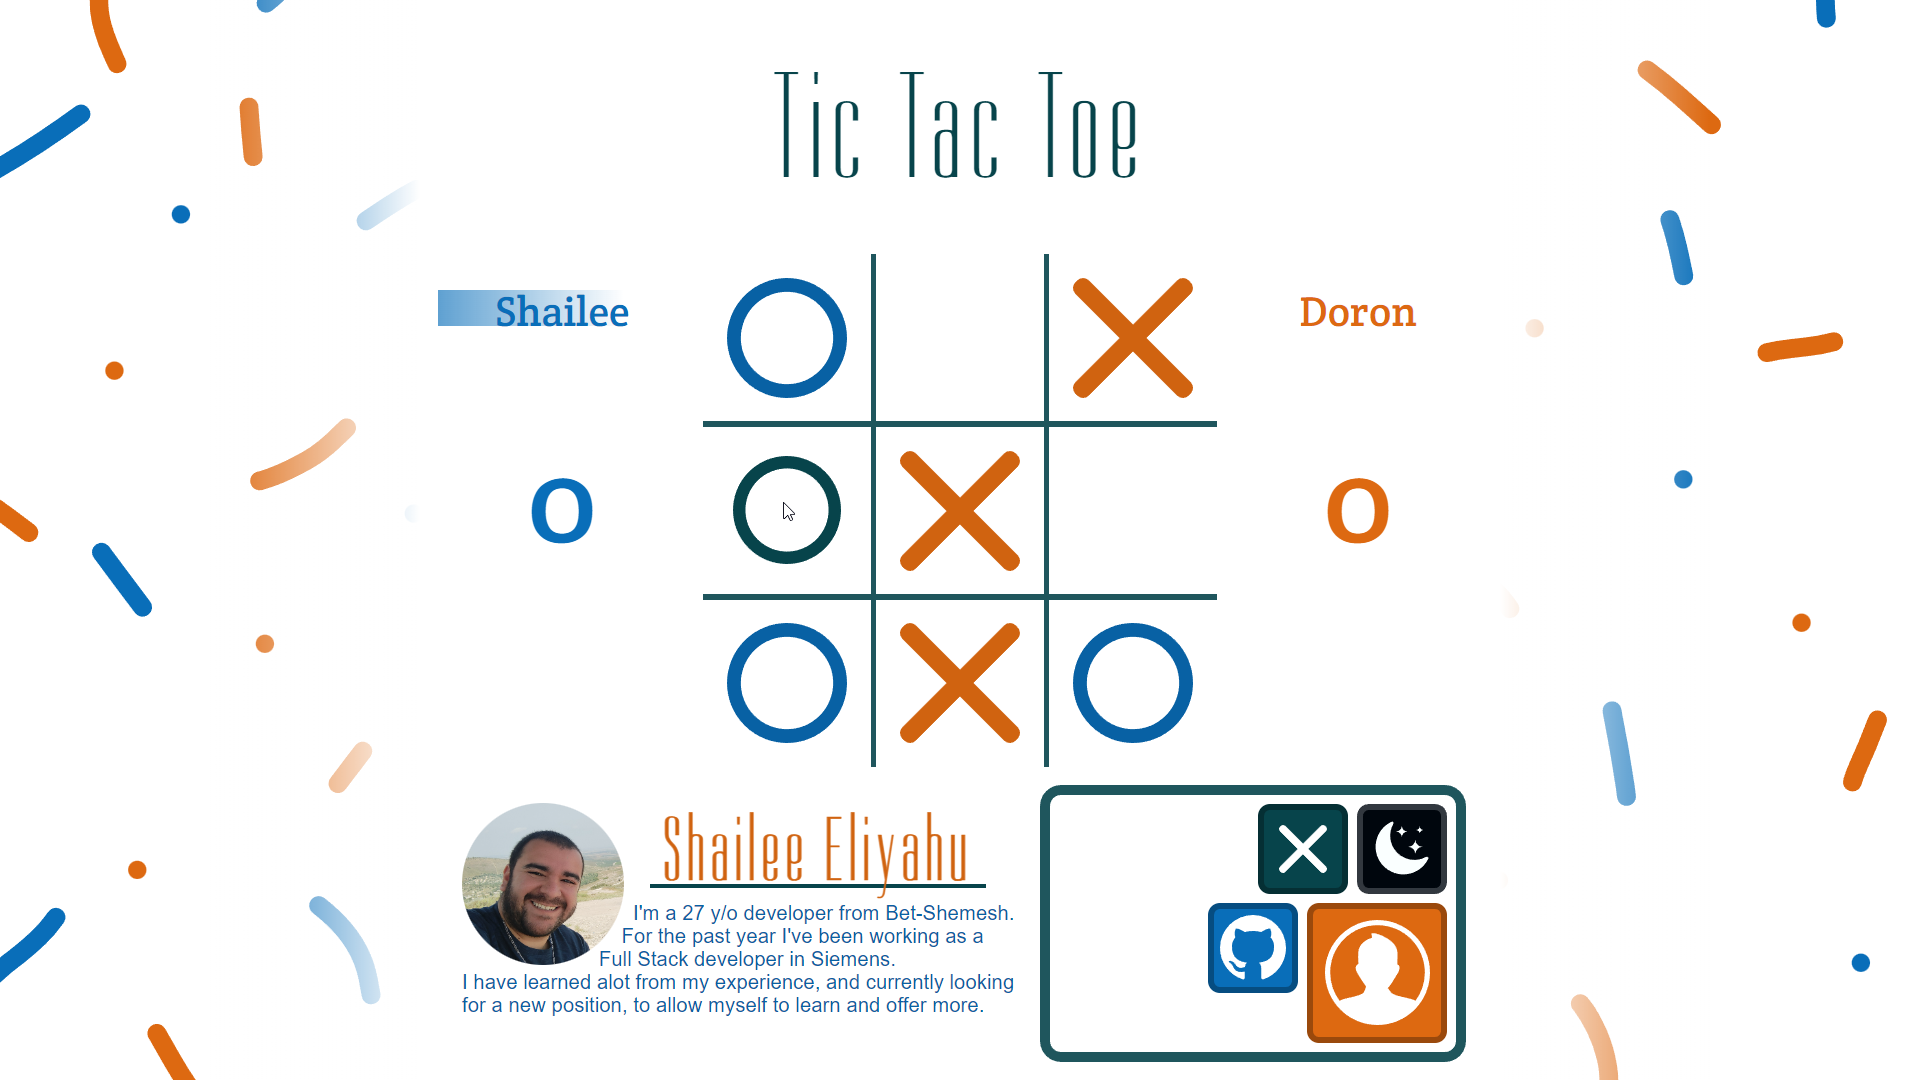 Tic Tac Toe
Shailee
Doron
O
O
Shailee Eliyahu
I'm a 27 y/o developer from Bet-Shemesh.
For the past year I've been working as a
Full Stack developer in Siemens.
I have learned alot from my experience, and currently looking
for a new position, to allow myself to learn and offer more.